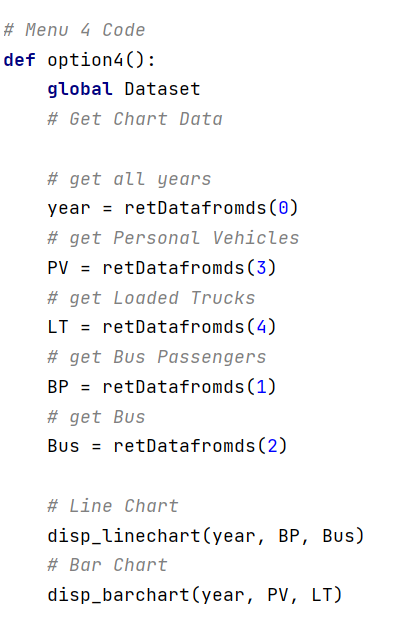 # Menu 4 Code
def option4():
    global Dataset
    # Get Chart Data

    # get all years
    year = retDatafromds(0)
    # get Personal Vehicles
    PV = retDatafromds(3)
    # get Loaded Trucks
    LT = retDatafromds(4)
    # get Bus Passengers
    BP = retDatafromds(1)
    # get Bus
    Bus = retDatafromds(2)

    # Line Chart
    disp_linechart(year, BP, Bus)
    # Bar Chart
    disp_barchart(year, PV, LT)